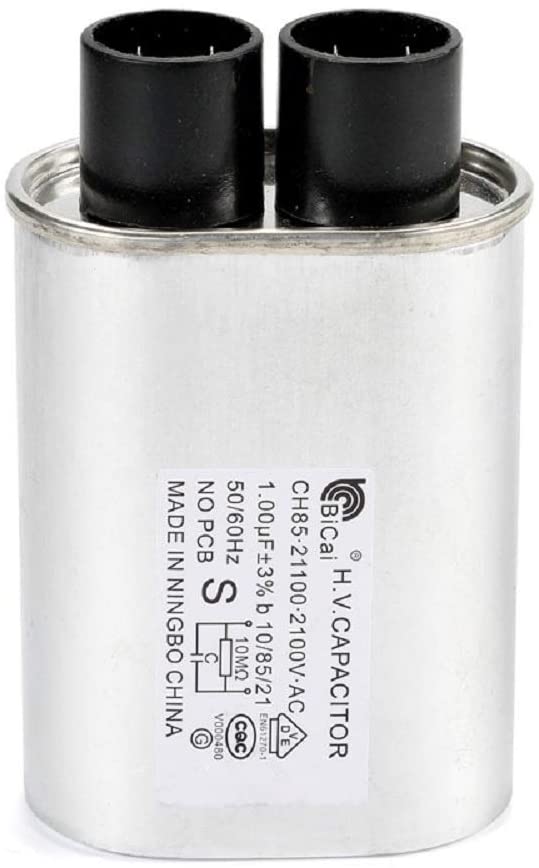 BiCai® H.V.CAPACITOR
CH85-21100·2100V·AC
1.00μF±3% b 10/85/21
50/60Hz
NO PCB S
C 10MΩ
MADE IN NINGBO CHINA
DVE
EN61270-1
CQC
V000480
G